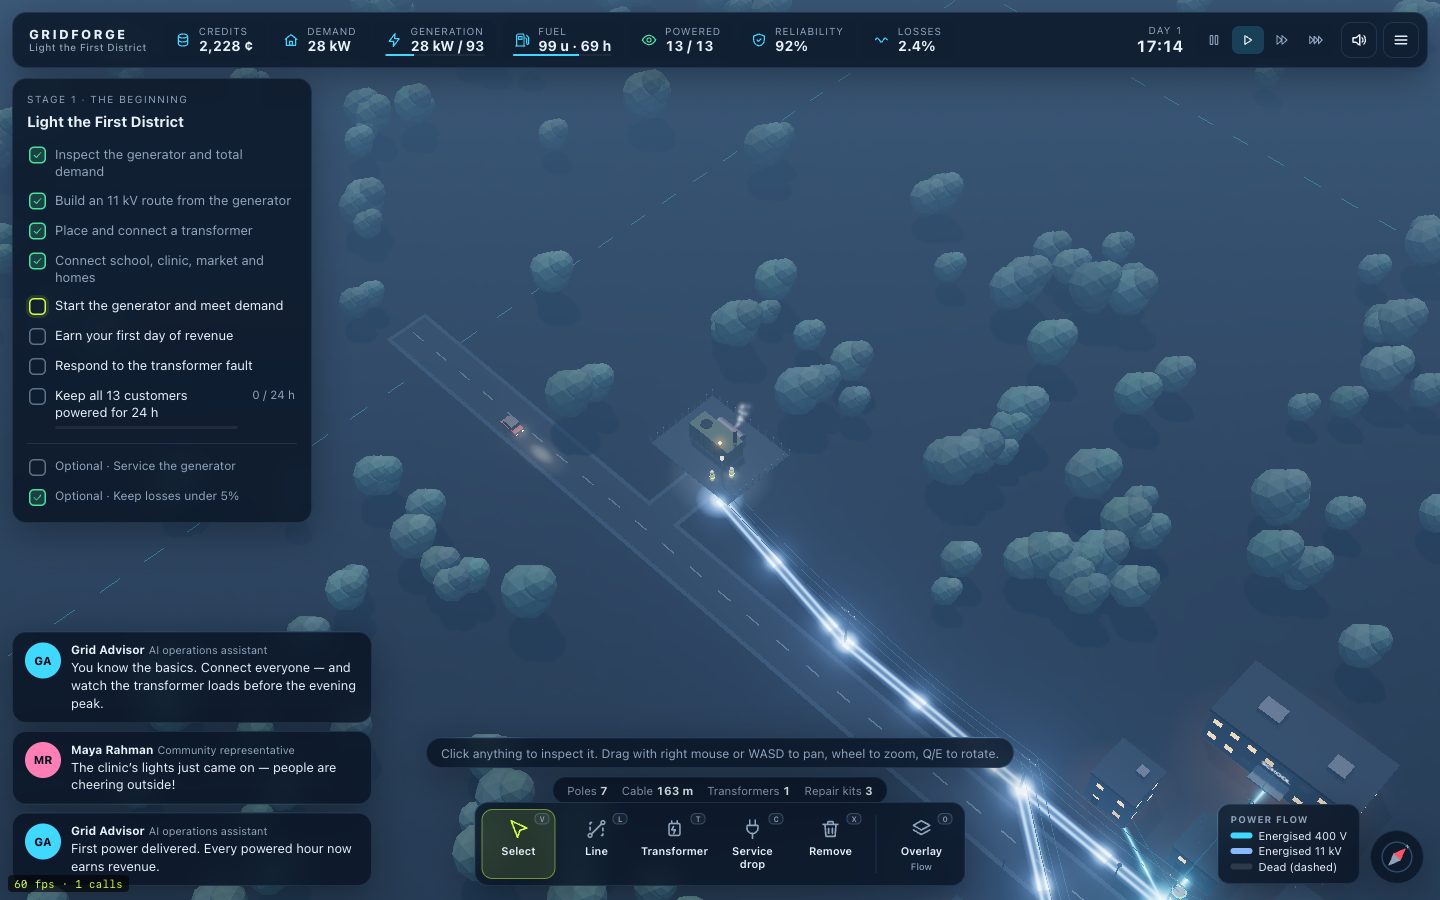 GRIDFORGE
Light the First District
CREDITS
2,228 ¢
DEMAND
28 kW
GENERATION
28 kW / 93
FUEL
99 u · 69 h
POWERED
13 / 13
RELIABILITY
92%
LOSSES
2.4%
DAY 1
17:14
STAGE 1 · THE BEGINNING
Light the First District
Inspect the generator and total
demand
Build an 11 kV route from the generator
Place and connect a transformer
Connect school, clinic, market and
homes
Start the generator and meet demand
Earn your first day of revenue
Respond to the transformer fault
Keep all 13 customers 0 / 24 h
powered for 24 h
Optional · Service the generator
Optional · Keep losses under 5%
GA
Grid Advisor AI operations assistant
You know the basics. Connect everyone — and
watch the transformer loads before the evening
peak.
MR
Maya Rahman Community representative
The clinic's lights just came on — people are
cheering outside!
GA
Grid Advisor AI operations assistant
First power delivered. Every powered hour now
earns revenue.
60 fps · 1 calls
Click anything to inspect it. Drag with right mouse or WASD to pan, wheel to zoom, Q/E to rotate.
Poles 7 Cable 163 m Transformers 1 Repair kits 3
V
Select
L
Line
T
Transformer
C
Service
drop
X
Remove
O
Overlay
Flow
POWER FLOW
Energised 400 V
Energised 11 kV
Dead (dashed)